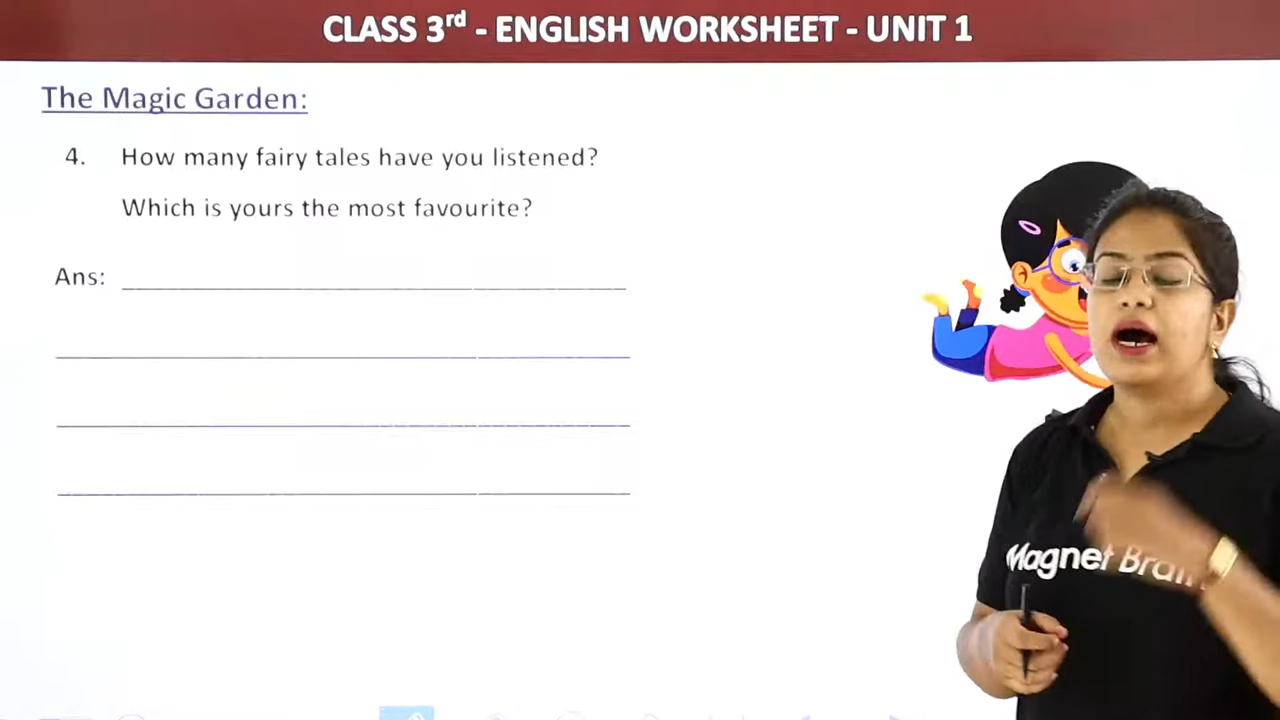 CLASS 3rd - ENGLISH WORKSHEET - UNIT 1
The Magic Garden:
4. How many fairy tales have you listened?
Which is yours the most favourite?
Ans:
Magnet Brain